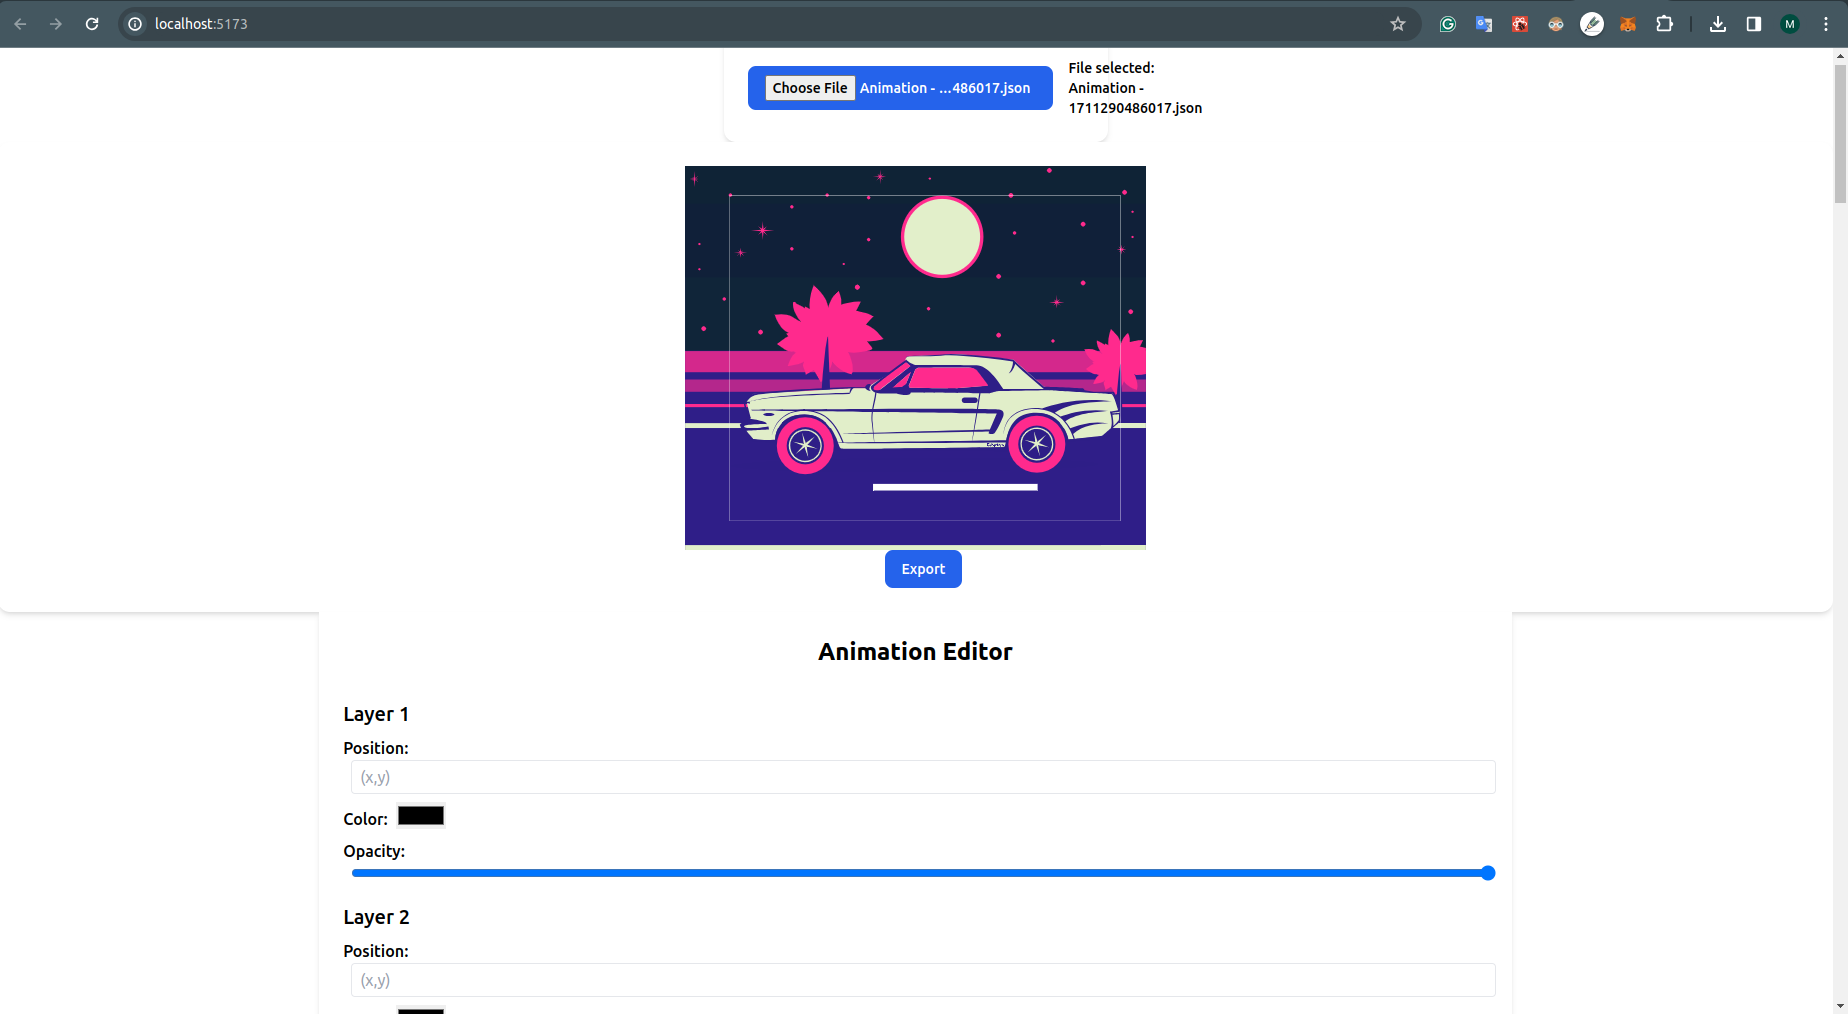 localhost:5173
M
Choose File Animation - ...486017.json
File selected:
Animation -
1711290486017.json
Export
Animation Editor
Layer 1
Position:
(x,y)
Color:
Opacity:
Layer 2
Position:
(x,y)